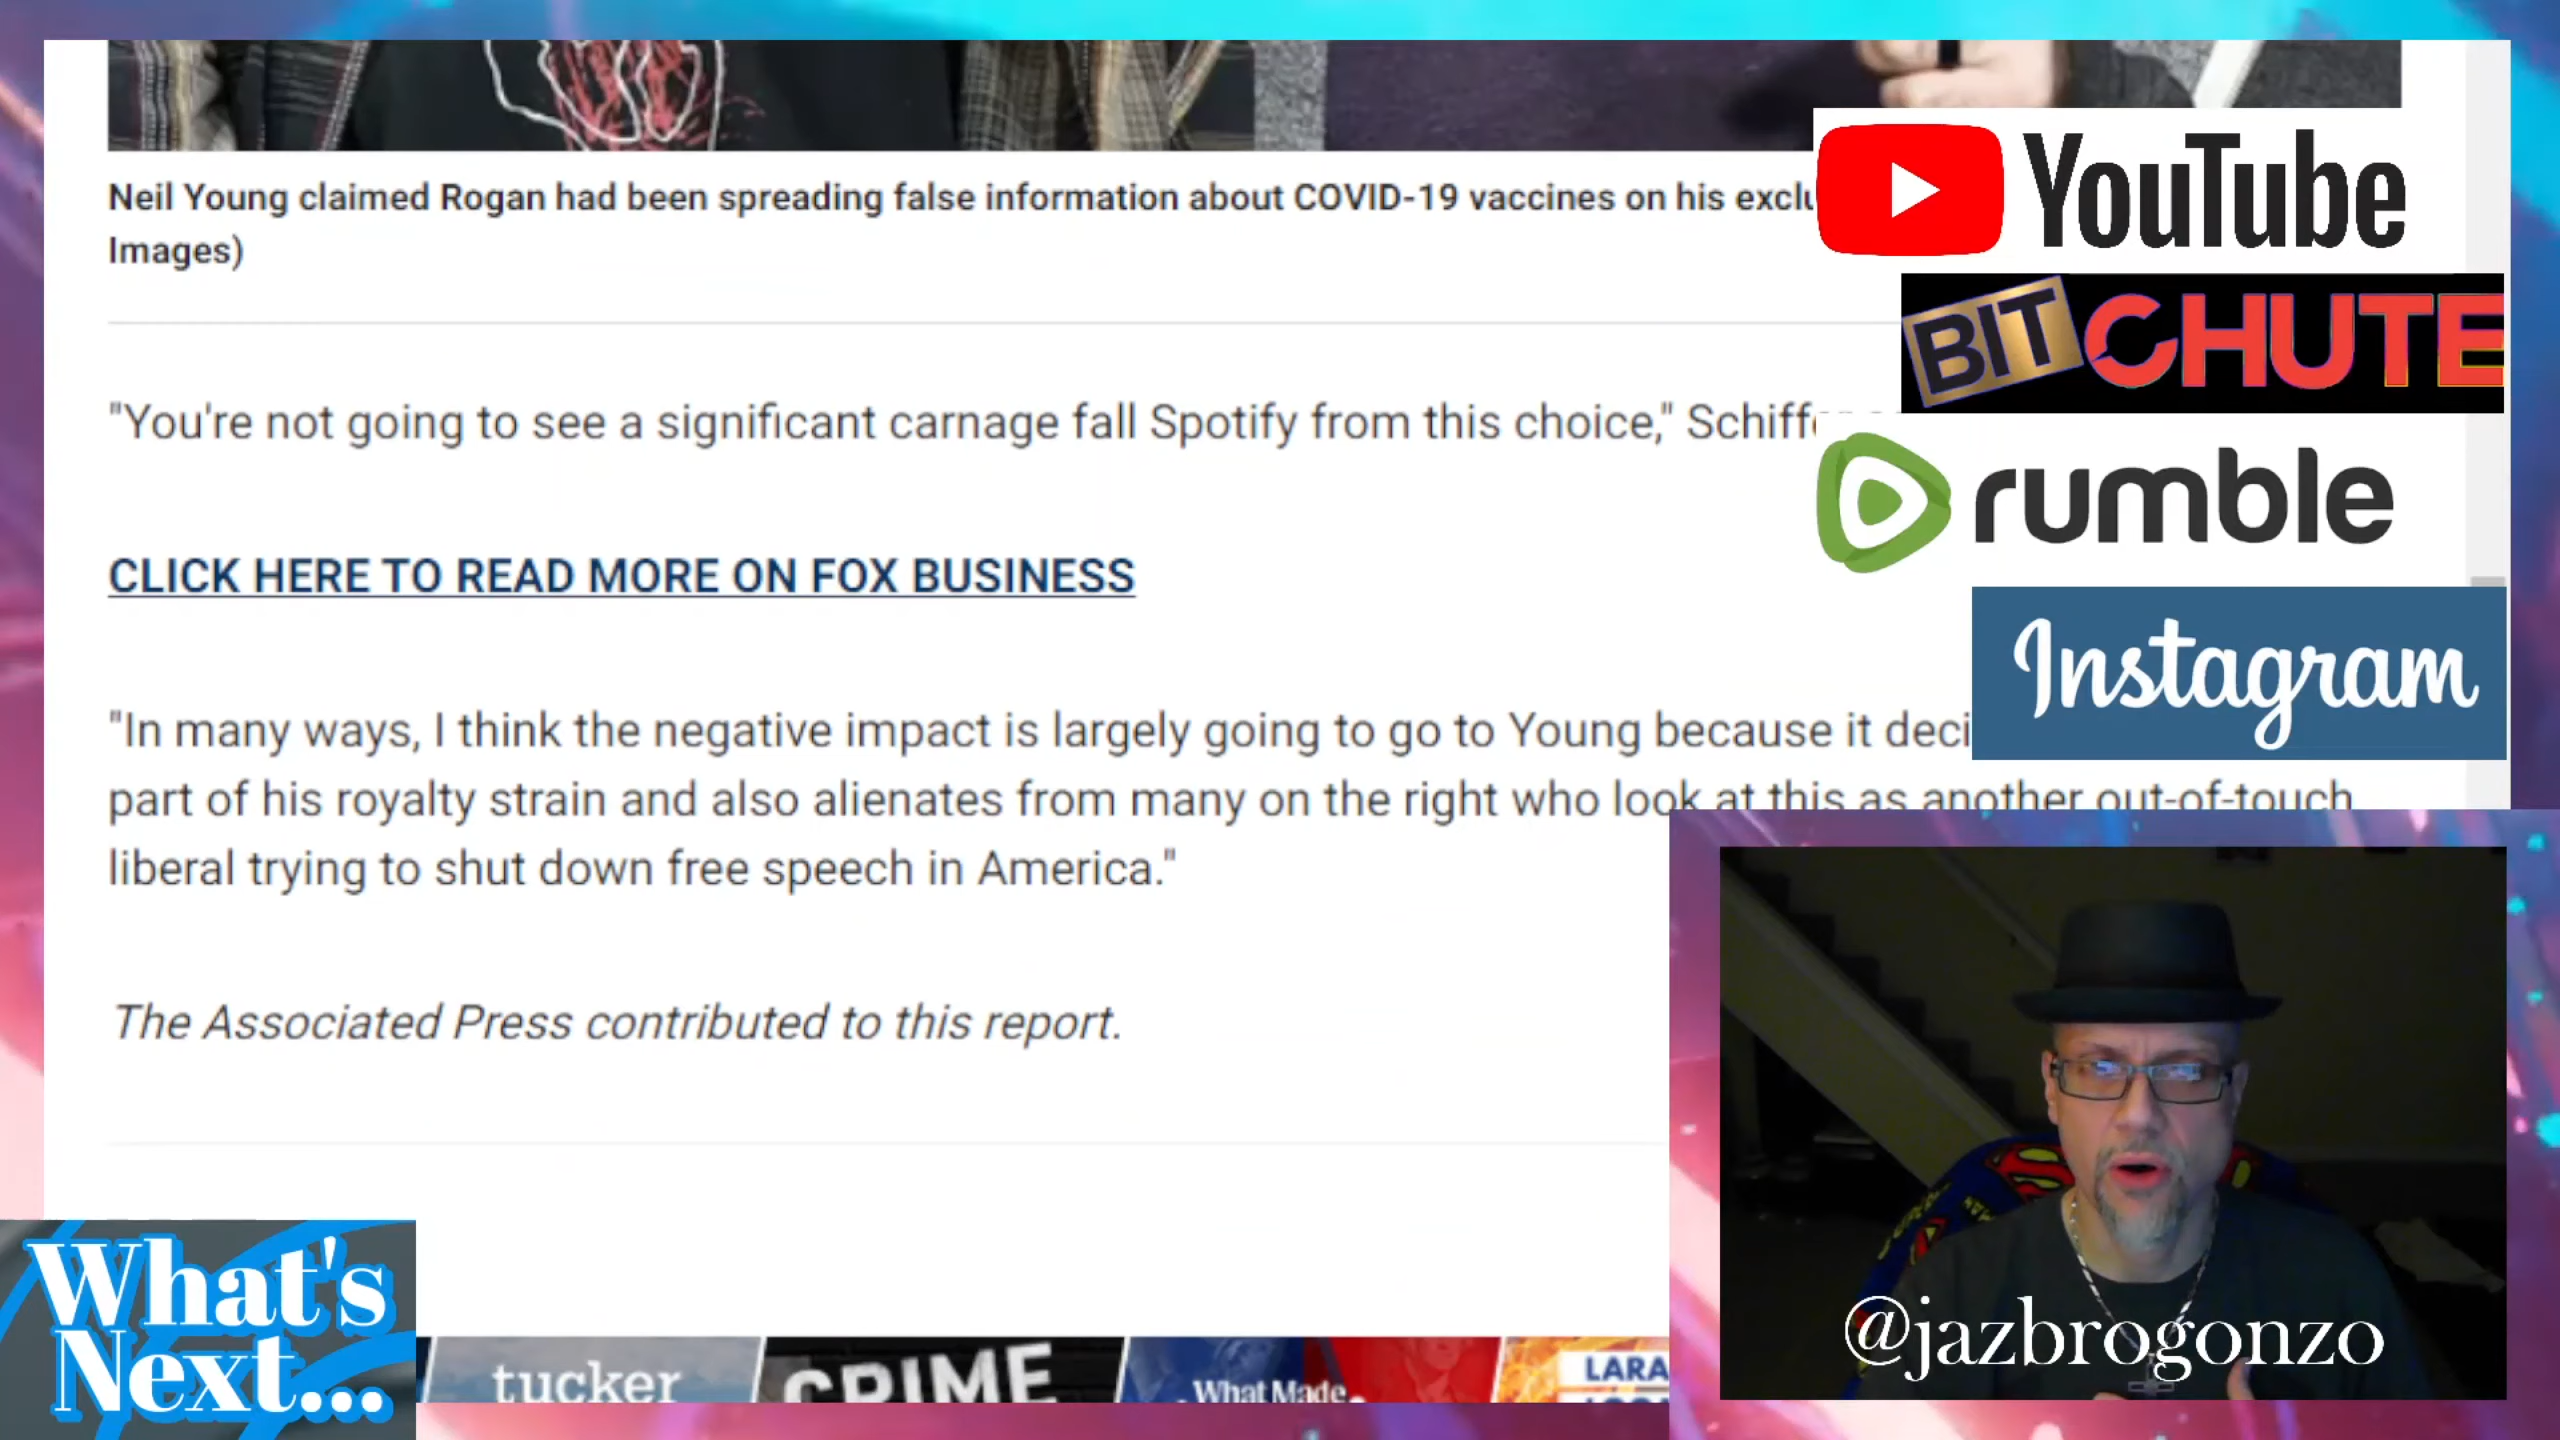 Neil Young claimed Rogan had been spreading false information about COVID-19 vaccines on his exclu
Images)
YouTube
BITCHUTE
"You're not going to see a significant carnage fall Spotify from this choice," Schiff
rumble
CLICK HERE TO READ MORE ON FOX BUSINESS
Instagram
"In many ways, I think the negative impact is largely going to go to Young because it deci
part of his royalty strain and also alienates from many on the right who look at this as another out-of-touch
liberal trying to shut down free speech in America."
The Associated Press contributed to this report.
What's
Next...
tucker
CRIME
What Made
LARA
@jazbrogonzo